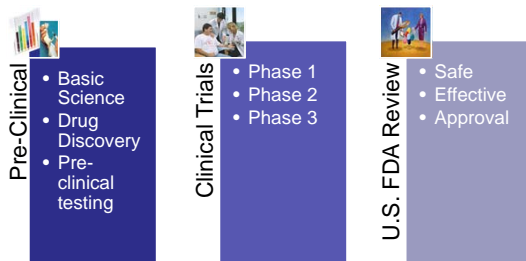 Pre-Clinical
• Basic
Science
• Drug
Discovery
• Pre-
clinical
testing
Clinical Trials
• Phase 1
• Phase 2
• Phase 3
U.S. FDA Review
• Safe
• Effective
• Approval